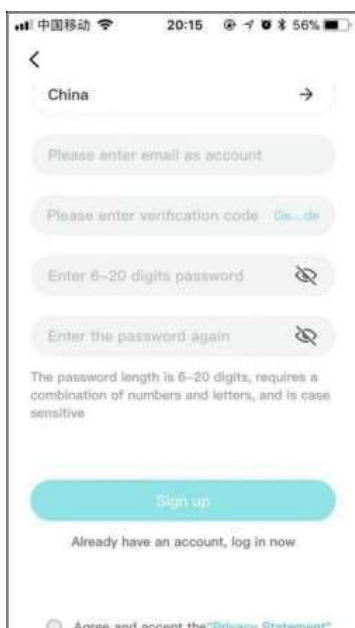 中国移动 20:15 56%
China
Please enter email as account
Please enter verification code Ge...de
Enter 6-20 digits password
Enter the password again
The password length is 6-20 digits, requires a
combination of numbers and letters, and is case
sensitive
Sign up
Already have an account, log in now
Agree and accept the "Privacy Statement"